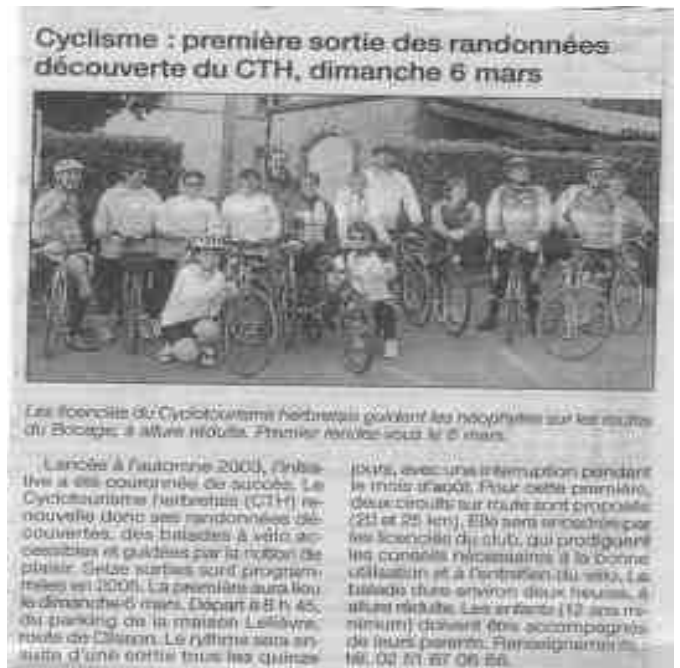 Cyclisme : première sortie des randonnées
découverte du CTH, dimanche 6 mars
Les licenciés du Cyclotourisme herbretais guident les néophytes sur les routes
du Bocage, à allure réduite. Premier rendez-vous le 6 mars.
Lancée à l'automne 2003, l'initia-
tive a été couronnée de succès. Le
Cyclotourisme herbretais (CTH) re-
nouvelle donc ses randonnées dé-
couvertes, des balades à vélo ac-
cessibles et guidées par la notion de
plaisir. Seize sorties sont program-
mées en 2005. La première aura lieu
le dimanche 6 mars. Départ à 8 h 45,
du parking de la maison Lelièvre,
route de Clisson. Le rythme sera en-
suite d'une sortie tous les quinze
jours, avec une interruption pendant
le mois d'août. Pour cette première,
deux circuits sur route sont proposés
(20 et 25 km). Elle sera encadrée par
les licenciés du club, qui prodiguent
les conseils nécessaires à la bonne
utilisation et à l'entretien du vélo. La
balade dure environ deux heures, à
allure réduite. Les enfants (12 ans mi-
nimum) doivent être accompagnés
de leurs parents. Renseignements,
tél. 02 51 67 06